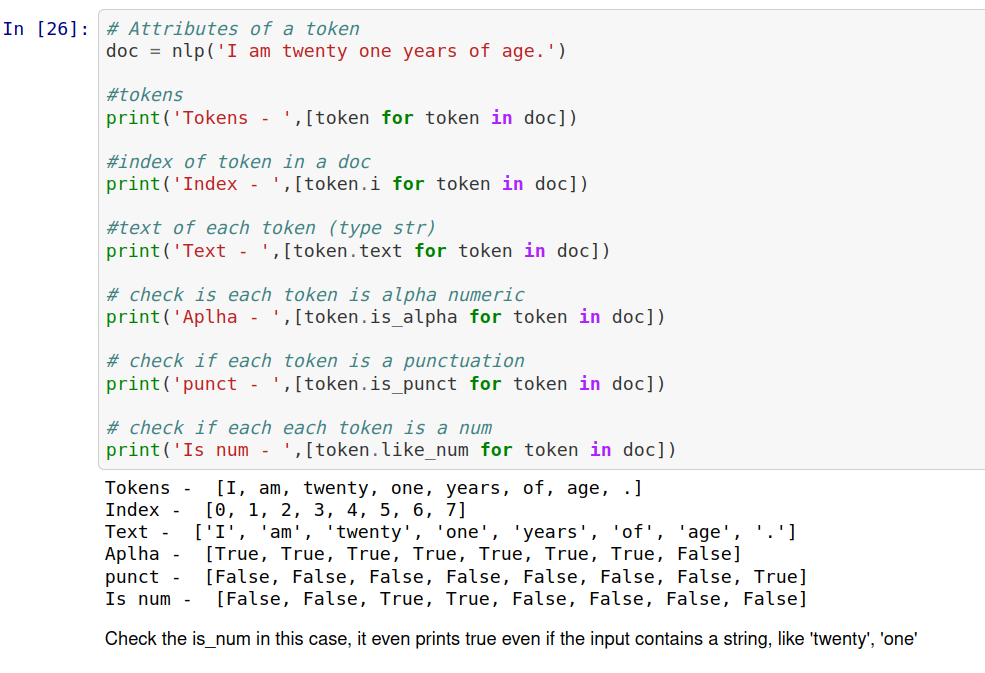 In [26]: # Attributes of a token
doc = nlp('I am twenty one years of age.')
#tokens
print('Tokens - ',[token for token in doc])
#index of token in a doc
print('Index - ',[token.i for token in doc])
#text of each token (type str)
print('Text - ',[token.text for token in doc])
# check is each token is alpha numeric
print('Aplha - ',[token.is_alpha for token in doc])
# check if each token is a punctuation
print('punct - ',[token.is_punct for token in doc])
# check if each each token is a num
print('Is num - ',[token.like_num for token in doc])
Tokens -  [I, am, twenty, one, years, of, age, .]
Index -  [0, 1, 2, 3, 4, 5, 6, 7]
Text -  ['I', 'am', 'twenty', 'one', 'years', 'of', 'age', '.']
Aplha -  [True, True, True, True, True, True, True, False]
punct -  [False, False, False, False, False, False, False, True]
Is num -  [False, False, True, True, False, False, False, False]
Check the is_num in this case, it even prints true even if the input contains a string, like 'twenty', 'one'